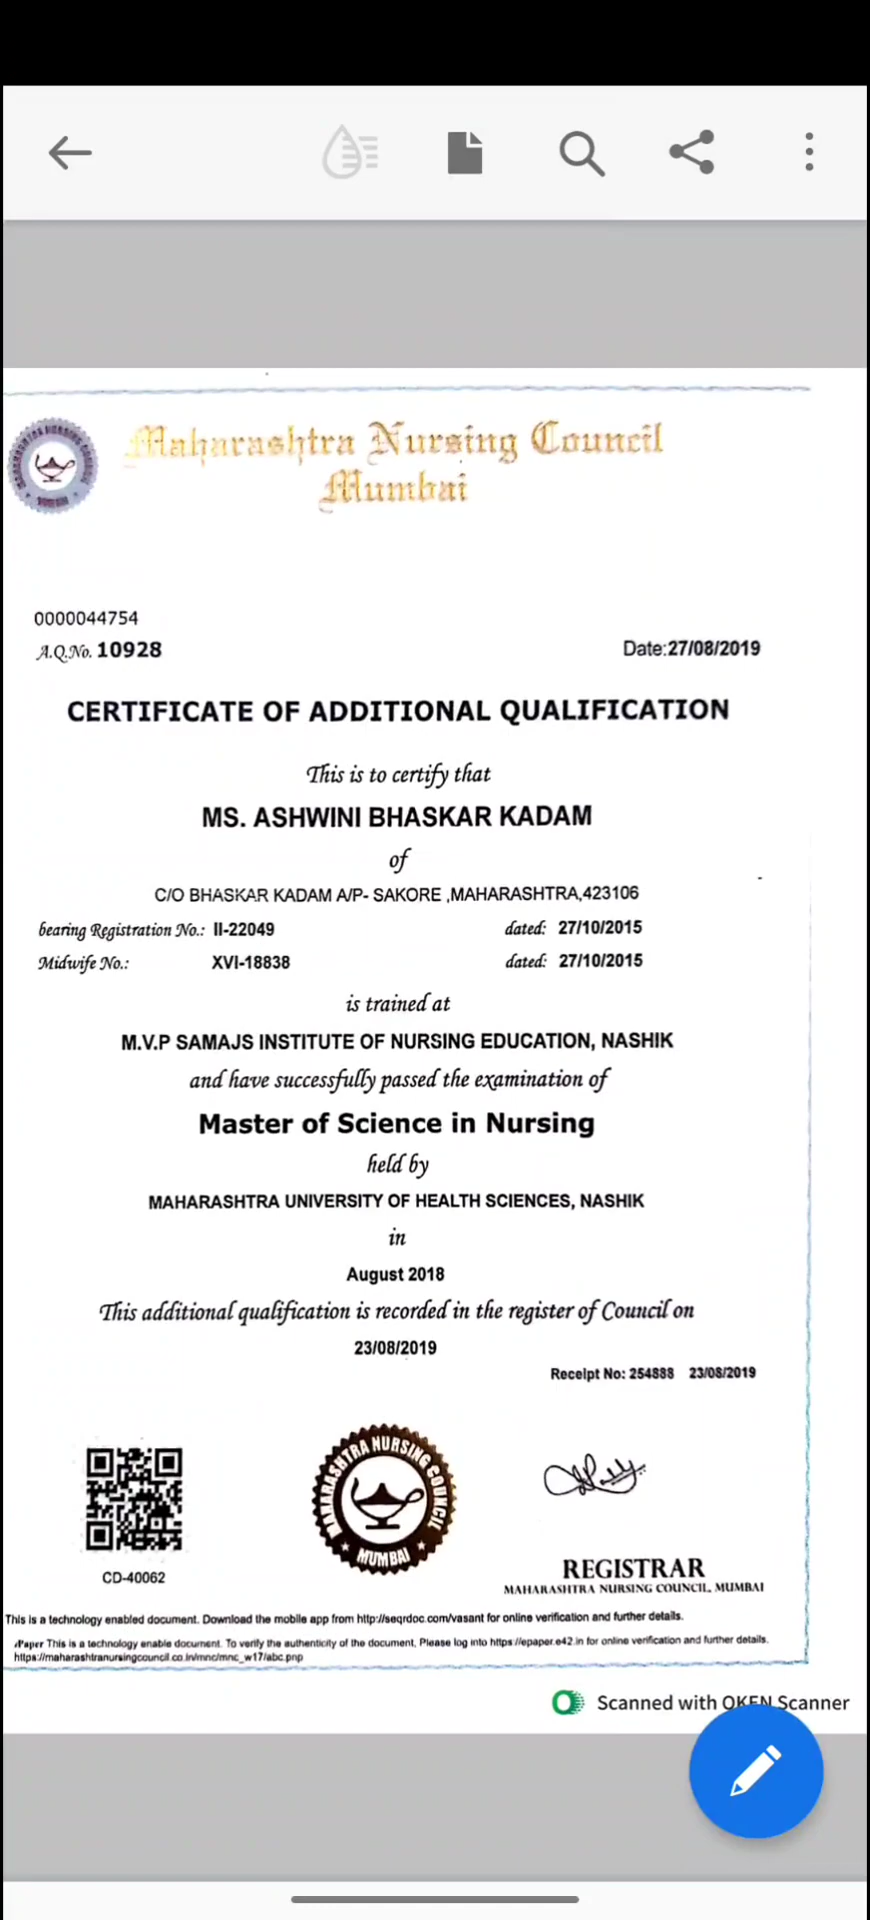 Maharashtra Nursing Council
Mumbai
0000044754
A.Q.No. 10928
Date:27/08/2019
CERTIFICATE OF ADDITIONAL QUALIFICATION
This is to certify that
MS. ASHWINI BHASKAR KADAM
of
C/O BHASKAR KADAM A/P- SAKORE ,MAHARASHTRA,423106
bearing Registration No.: II-22049 dated: 27/10/2015
Midwife No.: XVI-18838 dated: 27/10/2015
is trained at
M.V.P SAMAJS INSTITUTE OF NURSING EDUCATION, NASHIK
and have successfully passed the examination of
Master of Science in Nursing
held by
MAHARASHTRA UNIVERSITY OF HEALTH SCIENCES, NASHIK
in
August 2018
This additional qualification is recorded in the register of Council on
23/08/2019
Receipt No: 254888 23/08/2019
MAHARASHTRA NURSING COUNCIL
MUMBAI
CD-40062
REGISTRAR
MAHARASHTRA NURSING COUNCIL, MUMBAI
This is a technology enabled document. Download the mobile app from http://seqrdoc.com/vasant for online verification and further details.
This is a technology enable document. To verify the authenticity of the document, Please log into https://epaper.e42.in for online verification and further details.
https://maharashtranursingcouncil.co.in/mnc/mnc_w17/abc.pnp
Scanned with OKEN Scanner